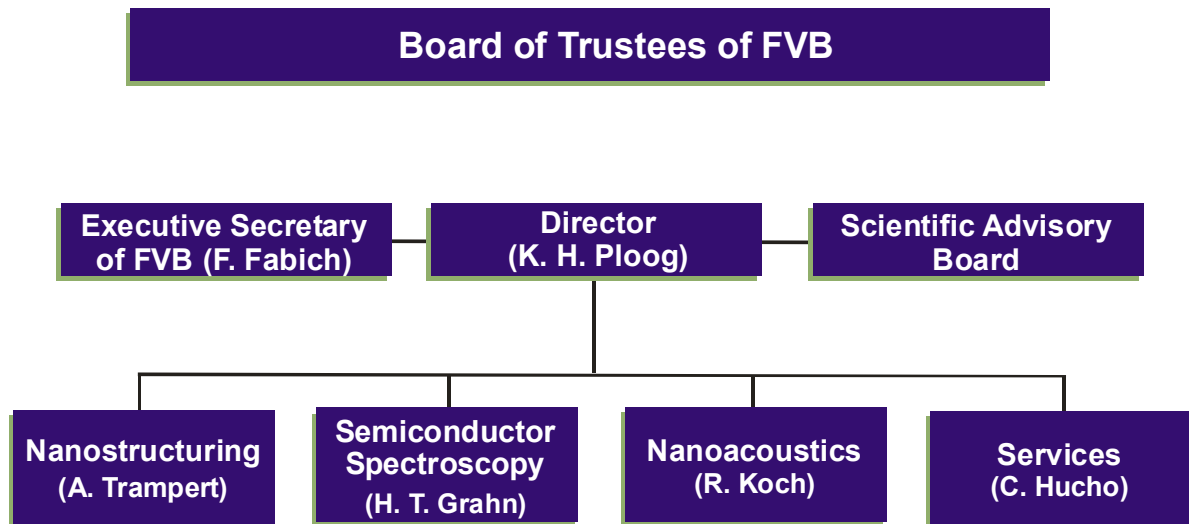 Board of Trustees of FVB
Executive Secretary
of FVB (F. Fabich)
Director
(K. H. Ploog)
Scientific Advisory
Board
Nanostructuring
(A. Trampert)
Semiconductor
Spectroscopy
(H. T. Grahn)
Nanoacoustics
(R. Koch)
Services
(C. Hucho)